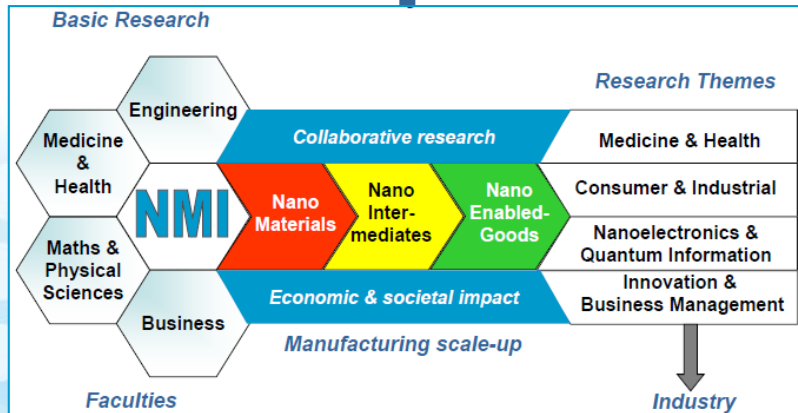 Basic Research
Engineering
Medicine
&
Health
NMI
Maths &
Physical
Sciences
Business
Faculties
Collaborative research
Nano
Materials
Nano
Inter-
mediates
Nano
Enabled-
Goods
Economic & societal impact
Manufacturing scale-up
Research Themes
Medicine & Health
Consumer & Industrial
Nanoelectronics &
Quantum Information
Innovation &
Business Management
Industry